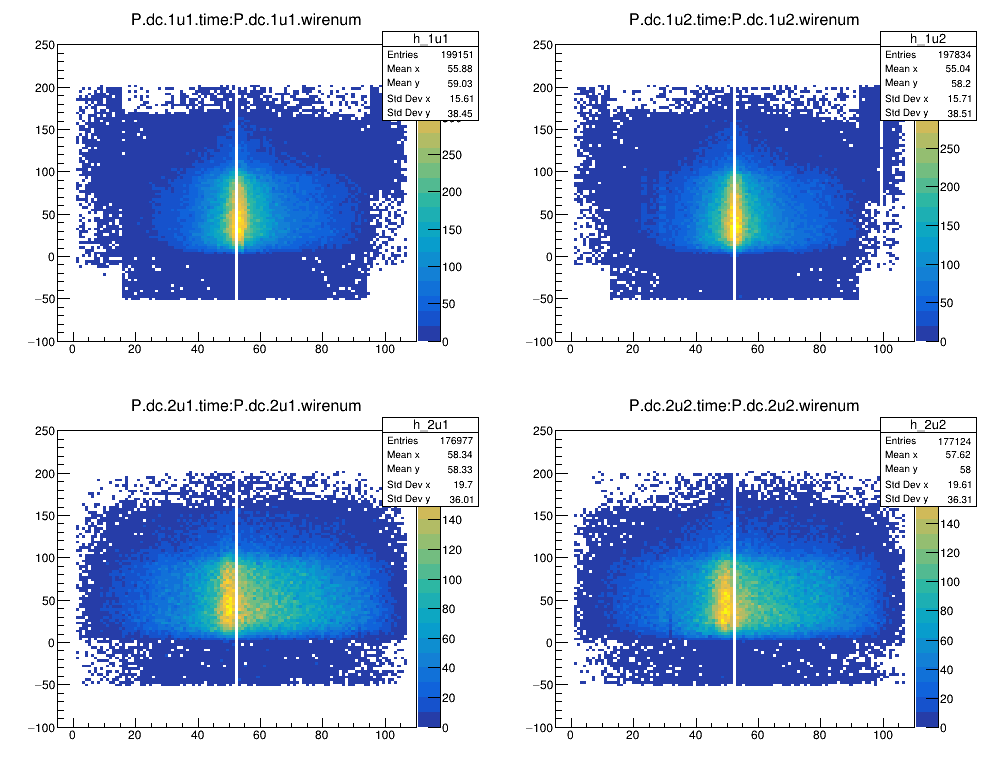 P.dc.1u1.time:P.dc.1u1.wirenum
h_1u1
Entries 199151
Mean x 55.88
Mean y 59.03
Std Dev x 15.61
Std Dev y 38.45
250
200
150
100
50
0
−50
−100
0 20 40 60 80 100
250
200
150
100
50
0
P.dc.1u2.time:P.dc.1u2.wirenum
h_1u2
Entries 197834
Mean x 55.04
Mean y 58.2
Std Dev x 15.71
Std Dev y 38.51
250
200
150
100
50
0
−50
−100
0 20 40 60 80 100
250
200
150
100
50
0
P.dc.2u1.time:P.dc.2u1.wirenum
h_2u1
Entries 176977
Mean x 58.34
Mean y 58.33
Std Dev x 19.7
Std Dev y 36.01
250
200
150
100
50
0
−50
−100
0 20 40 60 80 100
140
120
100
80
60
40
20
0
P.dc.2u2.time:P.dc.2u2.wirenum
h_2u2
Entries 177124
Mean x 57.62
Mean y 58
Std Dev x 19.61
Std Dev y 36.31
250
200
150
100
50
0
−50
−100
0 20 40 60 80 100
140
120
100
80
60
40
20
0